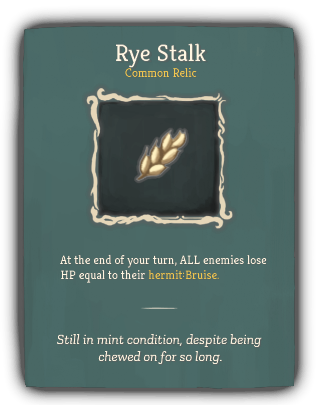 Rye Stalk
Common Relic
At the end of your turn, ALL enemies lose
HP equal to their hermit:Bruise.
Still in mint condition, despite being
chewed on for so long.